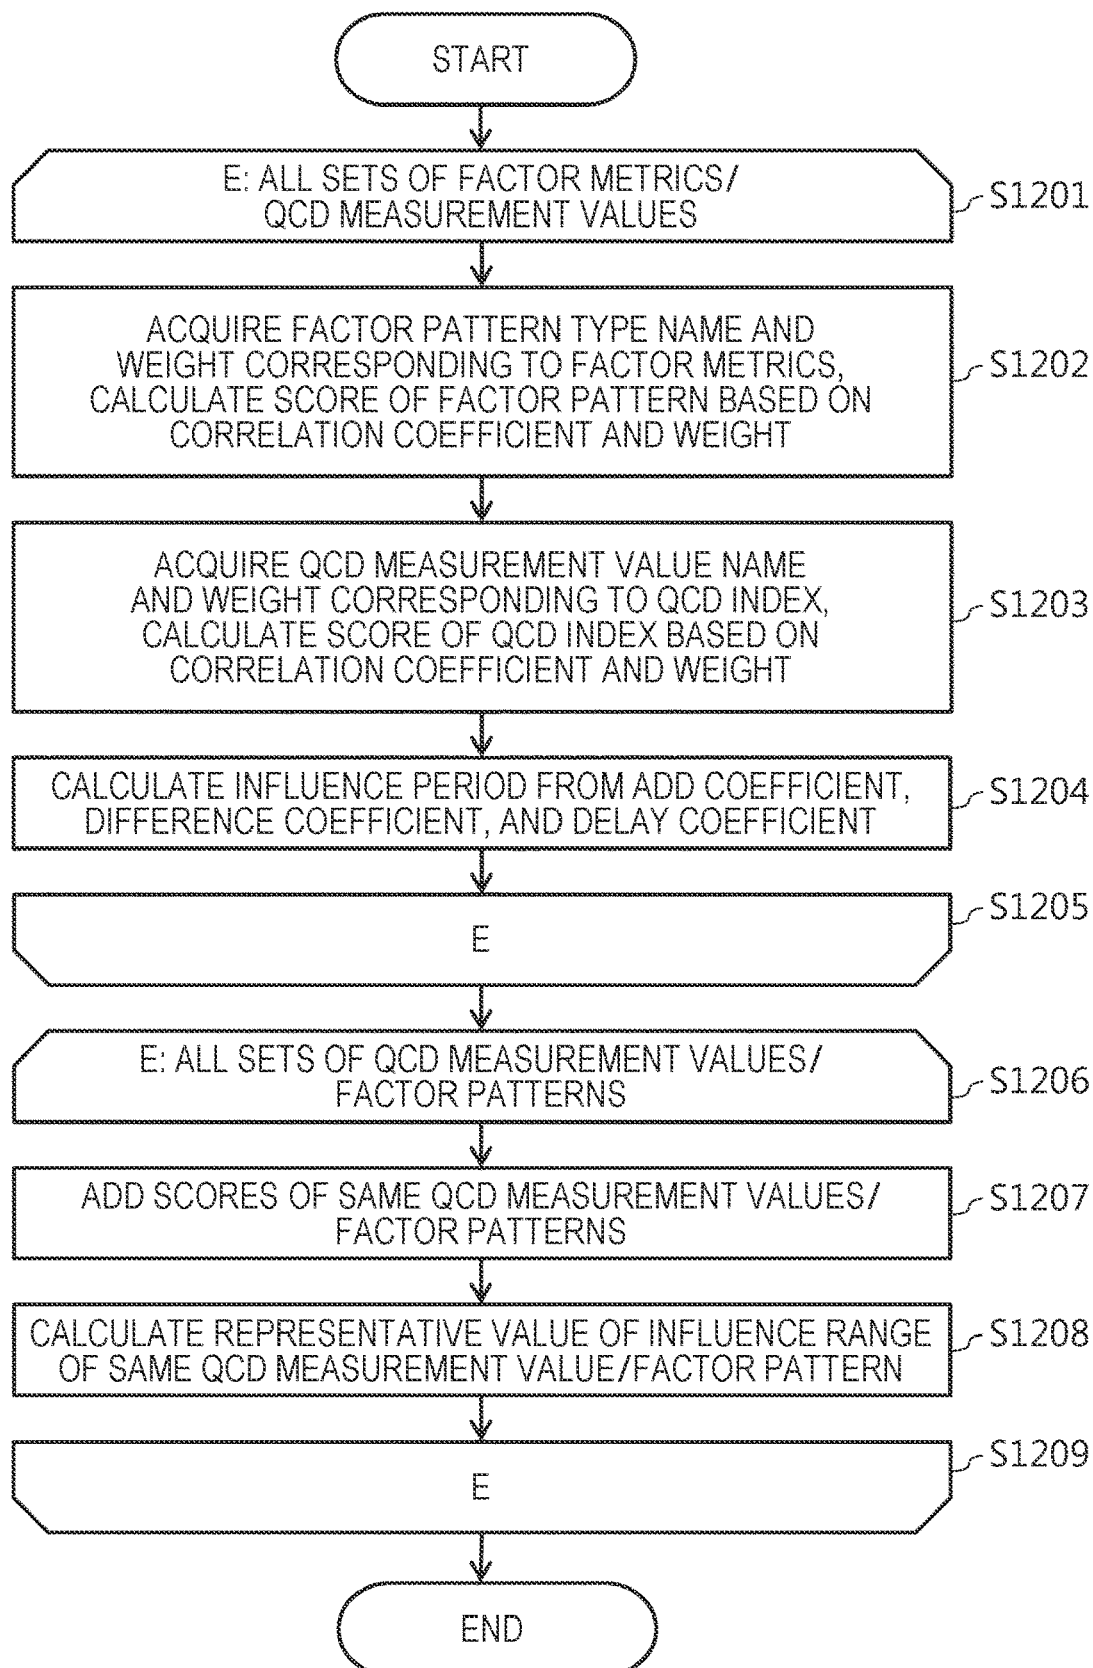 START
E: ALL SETS OF FACTOR METRICS/
QCD MEASUREMENT VALUES
S1201
ACQUIRE FACTOR PATTERN TYPE NAME AND
WEIGHT CORRESPONDING TO FACTOR METRICS,
CALCULATE SCORE OF FACTOR PATTERN BASED ON
CORRELATION COEFFICIENT AND WEIGHT
S1202
ACQUIRE QCD MEASUREMENT VALUE NAME
AND WEIGHT CORRESPONDING TO QCD INDEX,
CALCULATE SCORE OF QCD INDEX BASED ON
CORRELATION COEFFICIENT AND WEIGHT
S1203
CALCULATE INFLUENCE PERIOD FROM ADD COEFFICIENT,
DIFFERENCE COEFFICIENT, AND DELAY COEFFICIENT
S1204
E
S1205
E: ALL SETS OF QCD MEASUREMENT VALUES/
FACTOR PATTERNS
S1206
ADD SCORES OF SAME QCD MEASUREMENT VALUES/
FACTOR PATTERNS
S1207
CALCULATE REPRESENTATIVE VALUE OF INFLUENCE RANGE
OF SAME QCD MEASUREMENT VALUE/FACTOR PATTERN
S1208
E
S1209
END